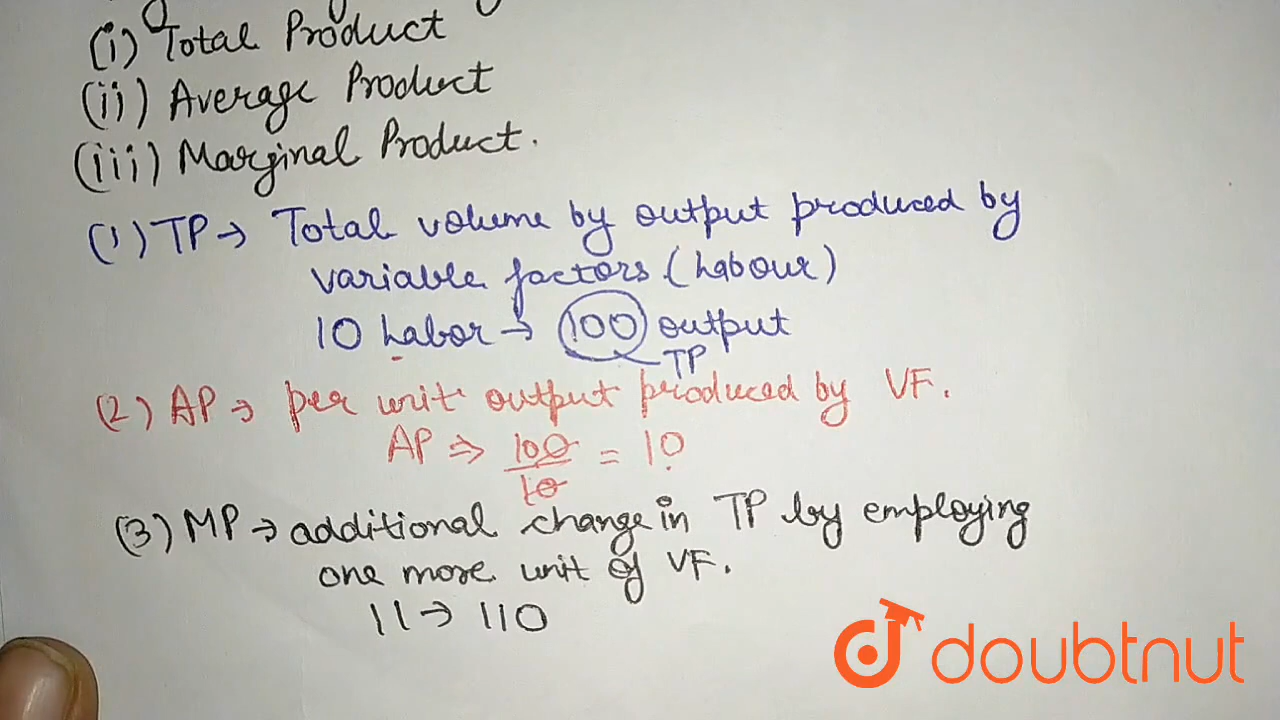 (i) Total Product
(ii) Average Product
(iii) Marginal Product.
(1) TP → Total volume by output produced by
variable factors (Labour)
10 Labor → 100 output
TP
(2) AP → per unit output produced by VF.
AP ⇒ 100/10 = 10
(3) MP → additional change in TP by employing
one more unit of VF.
11 → 110
doubtnut